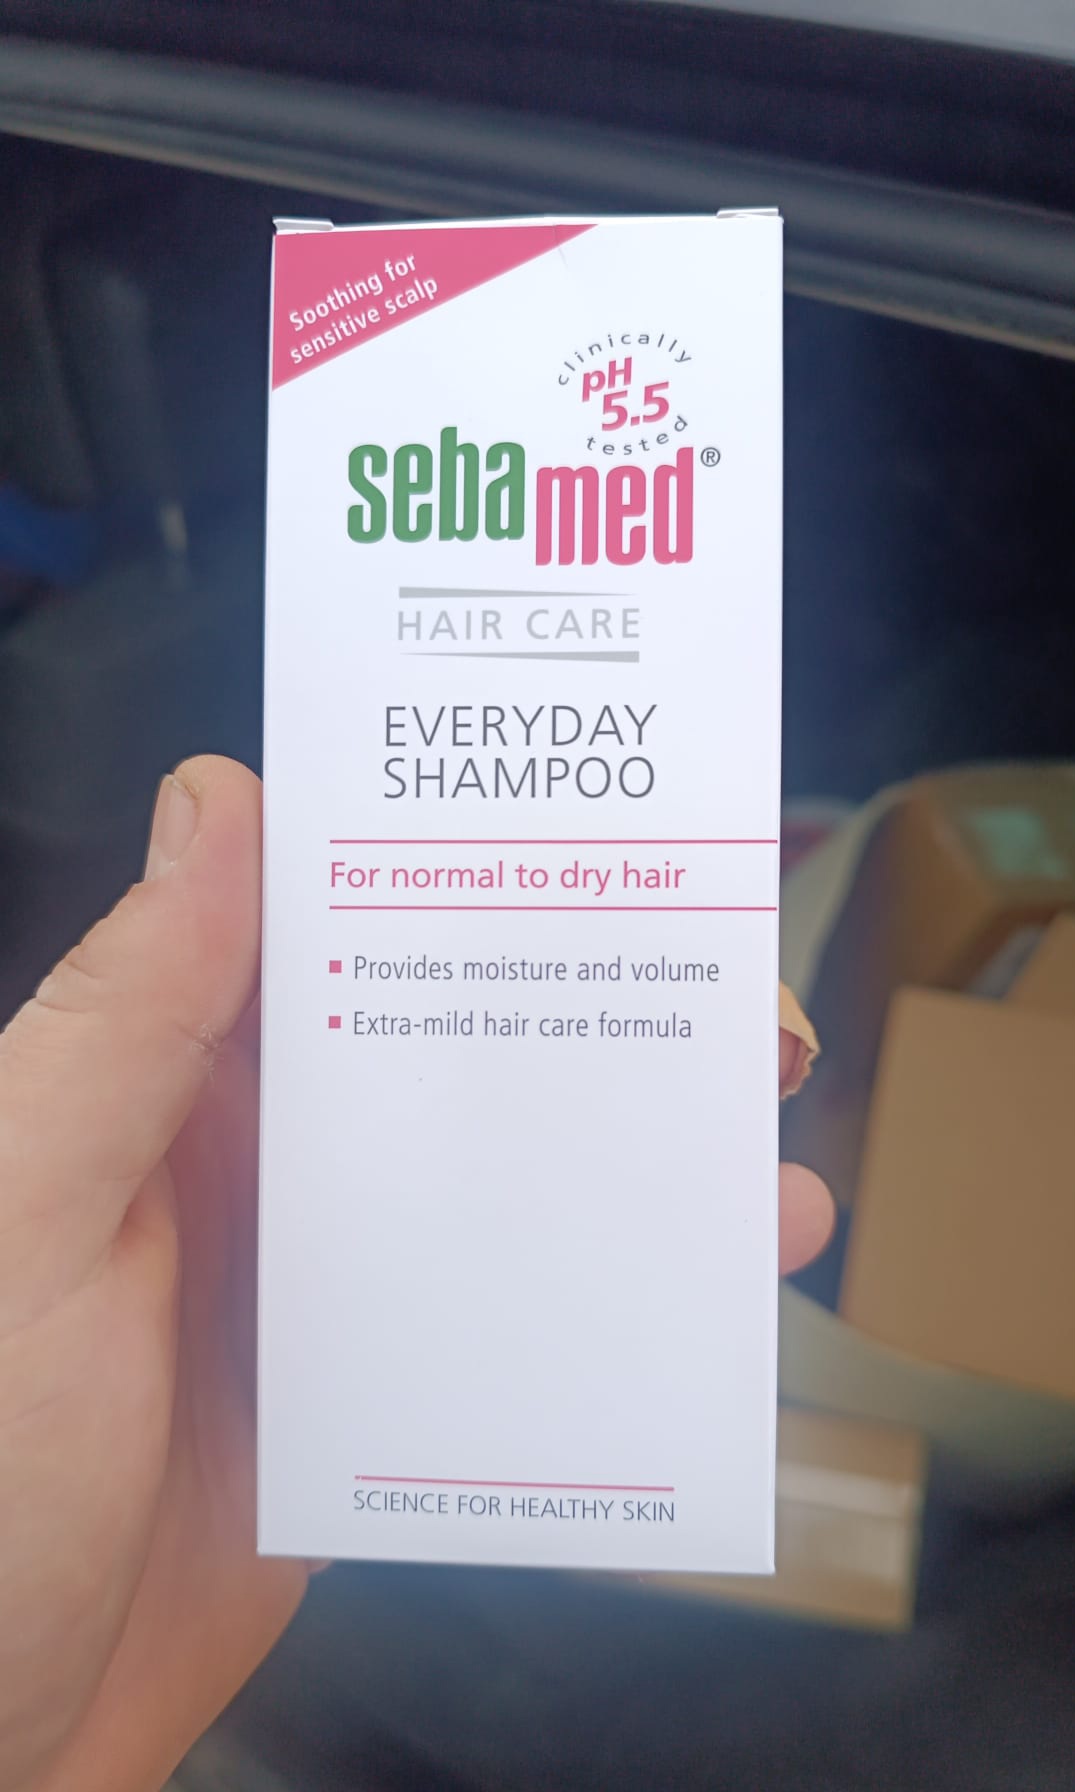 Soothing for
sensitive scalp
clinically
pH
5.5
tested
sebamed®
HAIR CARE
EVERYDAY
SHAMPOO
For normal to dry hair
Provides moisture and volume
Extra-mild hair care formula
SCIENCE FOR HEALTHY SKIN